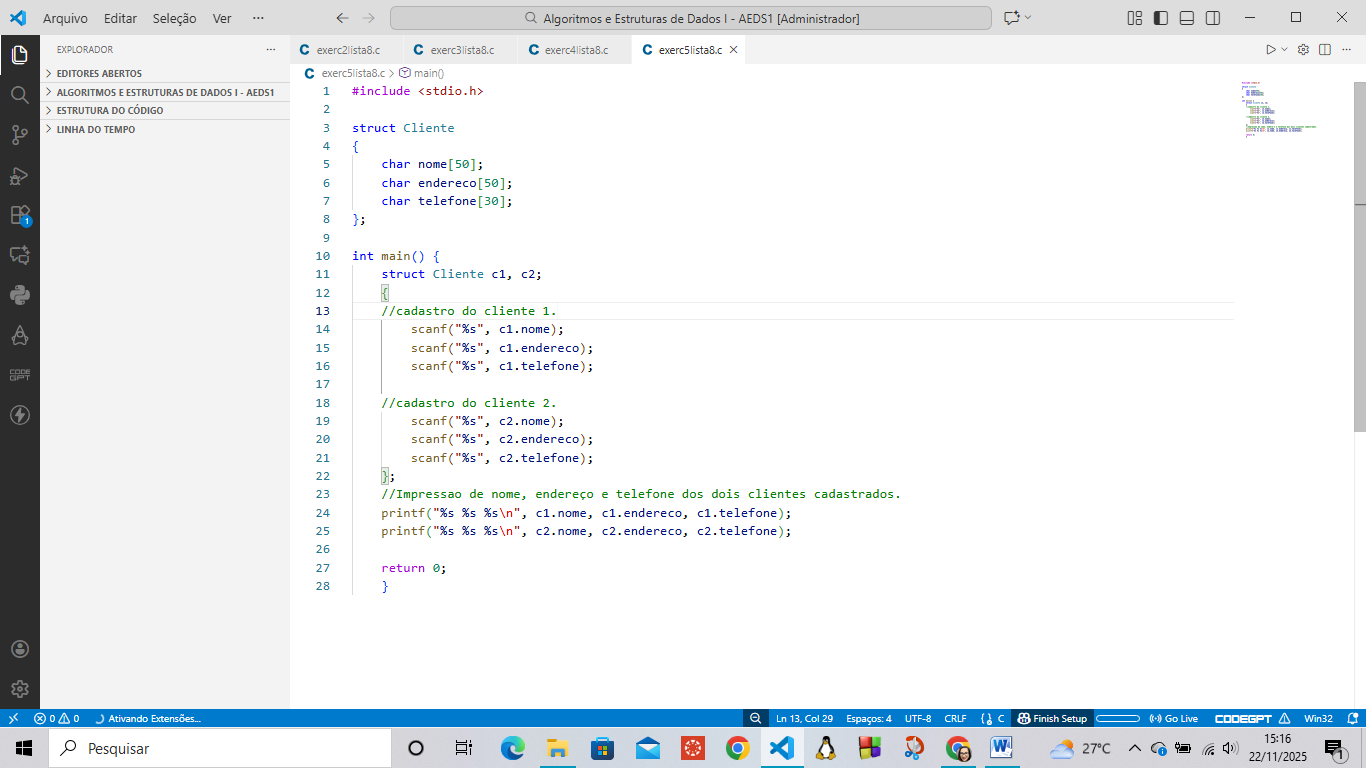 Arquivo Editar Seleção Ver ··· Algoritmos e Estruturas de Dados I - AEDS1 [Administrador]
EXPLORADOR ··· exerc2lista8.c exerc3lista8.c exerc4lista8.c exerc5lista8.c
EDITORES ABERTOS
ALGORITMOS E ESTRUTURAS DE DADOS I - AEDS1
ESTRUTURA DO CÓDIGO
LINHA DO TEMPO
exerc5lista8.c > main()
1 #include <stdio.h>
2
3 struct Cliente
4 {
5 char nome[50];
6 char endereco[50];
7 char telefone[30];
8 };
9
10 int main() {
11 struct Cliente c1, c2;
12 {
13 //cadastro do cliente 1.
14 scanf("%s", c1.nome);
15 scanf("%s", c1.endereco);
16 scanf("%s", c1.telefone);
17
18 //cadastro do cliente 2.
19 scanf("%s", c2.nome);
20 scanf("%s", c2.endereco);
21 scanf("%s", c2.telefone);
22 };
23 //Impressao de nome, endereço e telefone dos dois clientes cadastrados.
24 printf("%s %s %s\n", c1.nome, c1.endereco, c1.telefone);
25 printf("%s %s %s\n", c2.nome, c2.endereco, c2.telefone);
26
27 return 0;
28 }
1
CODE
GPT
0 0 Ativando Extensões... Ln 13, Col 29 Espaços: 4 UTF-8 CRLF {} C Finish Setup Go Live CODEGPT Win32
Pesquisar 27°C 15:16
22/11/2025
1